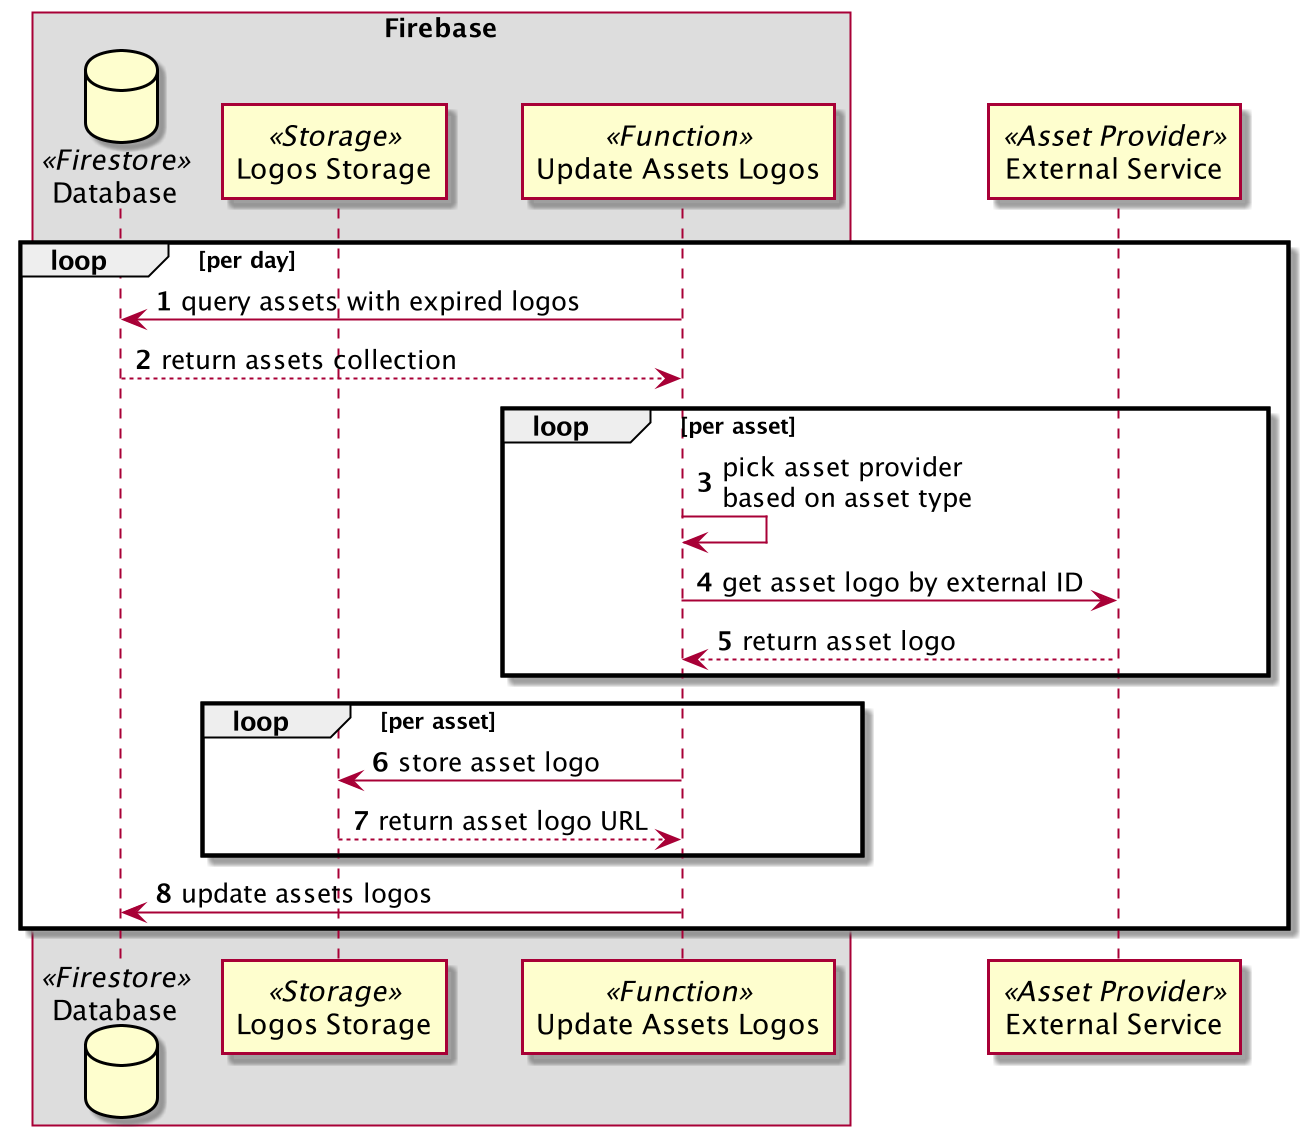 Firebase
«Firestore»
Database
«Storage»
Logos Storage
«Function»
Update Assets Logos
«Asset Provider»
External Service
loop [per day]
1 query assets with expired logos
2 return assets collection
loop [per asset]
3 pick asset provider
based on asset type
4 get asset logo by external ID
5 return asset logo
loop [per asset]
6 store asset logo
7 return asset logo URL
8 update assets logos
«Firestore»
Database
«Storage»
Logos Storage
«Function»
Update Assets Logos
«Asset Provider»
External Service